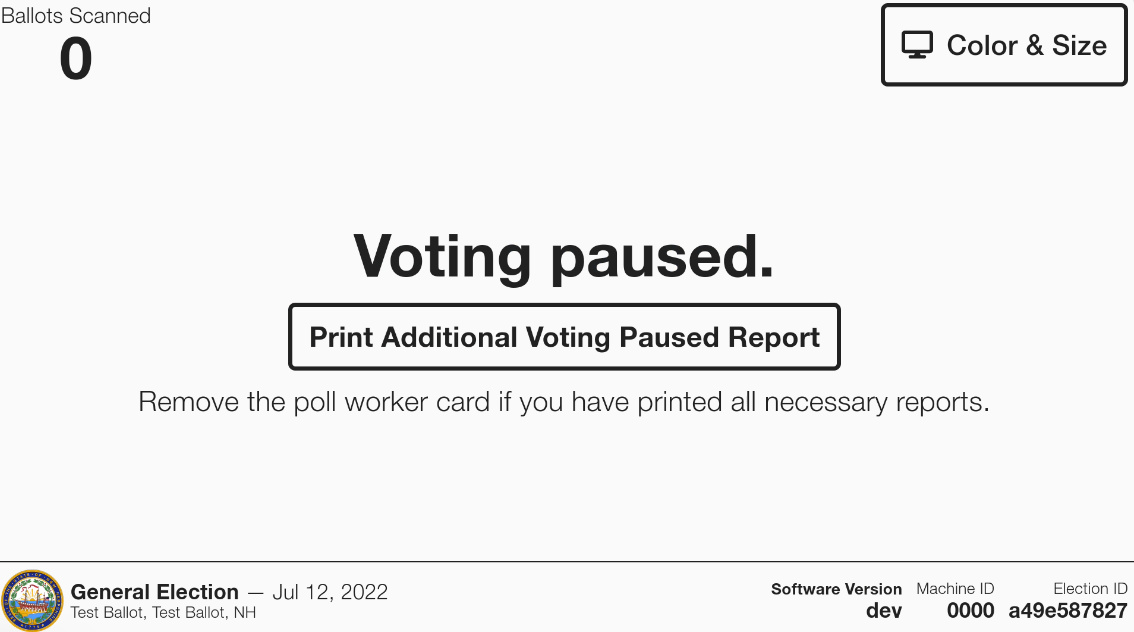 Ballots Scanned
0
Color & Size
Voting paused.
Print Additional Voting Paused Report
Remove the poll worker card if you have printed all necessary reports.
General Election — Jul 12, 2022
Test Ballot, Test Ballot, NH
Software Version
dev
Machine ID
0000
Election ID
a49e587827